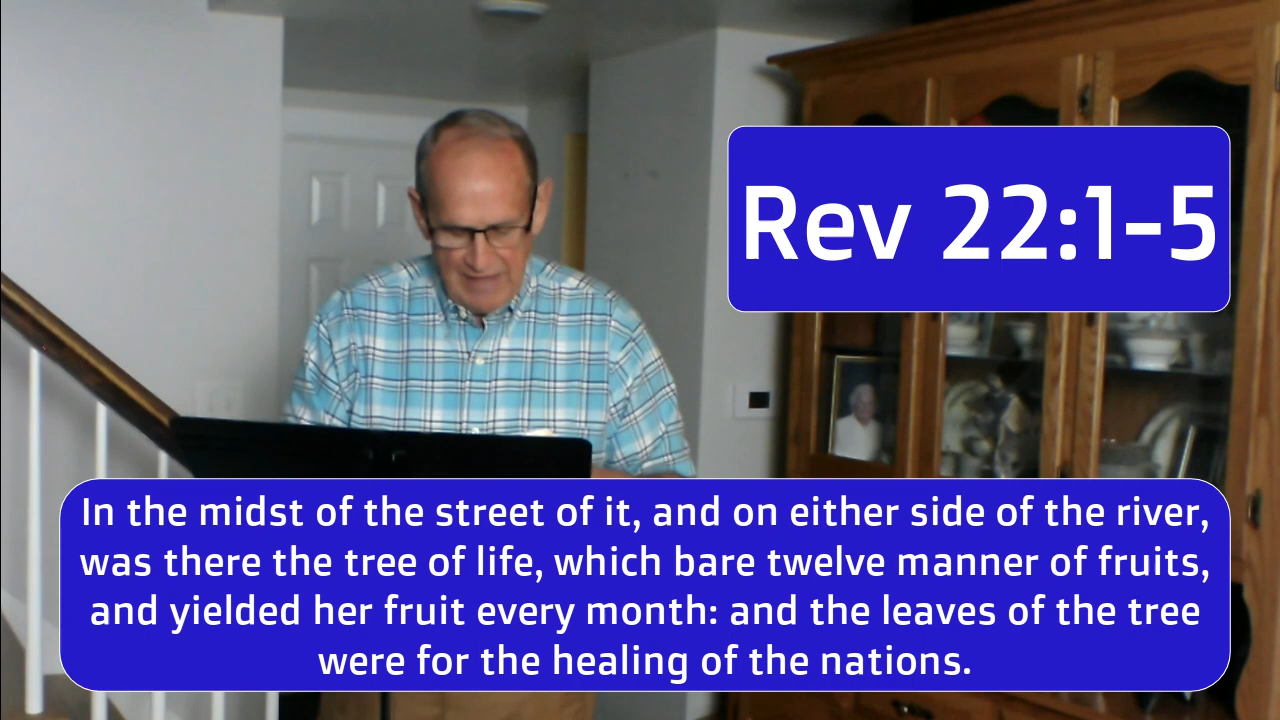 Rev 22:1-5
In the midst of the street of it, and on either side of the river,
was there the tree of life, which bare twelve manner of fruits,
and yielded her fruit every month: and the leaves of the tree
were for the healing of the nations.